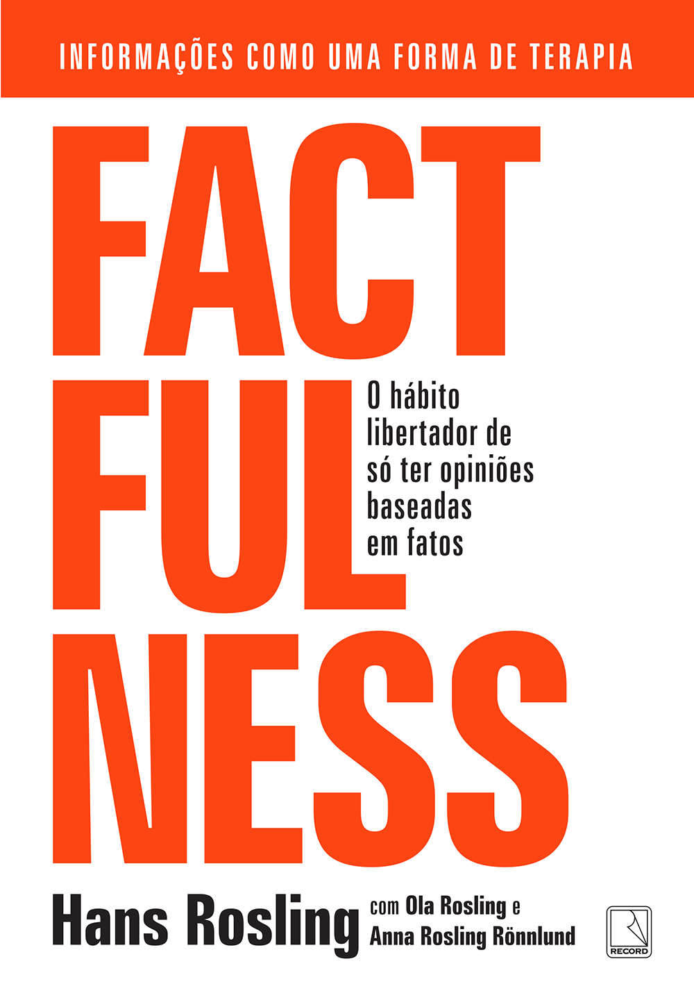 INFORMAÇÕES COMO UMA FORMA DE TERAPIA
FACT
FUL
NESS
O hábito
libertador de
só ter opiniões
baseadas
em fatos
Hans Rosling
com Ola Rosling e
Anna Rosling Rönnlund
RECORD